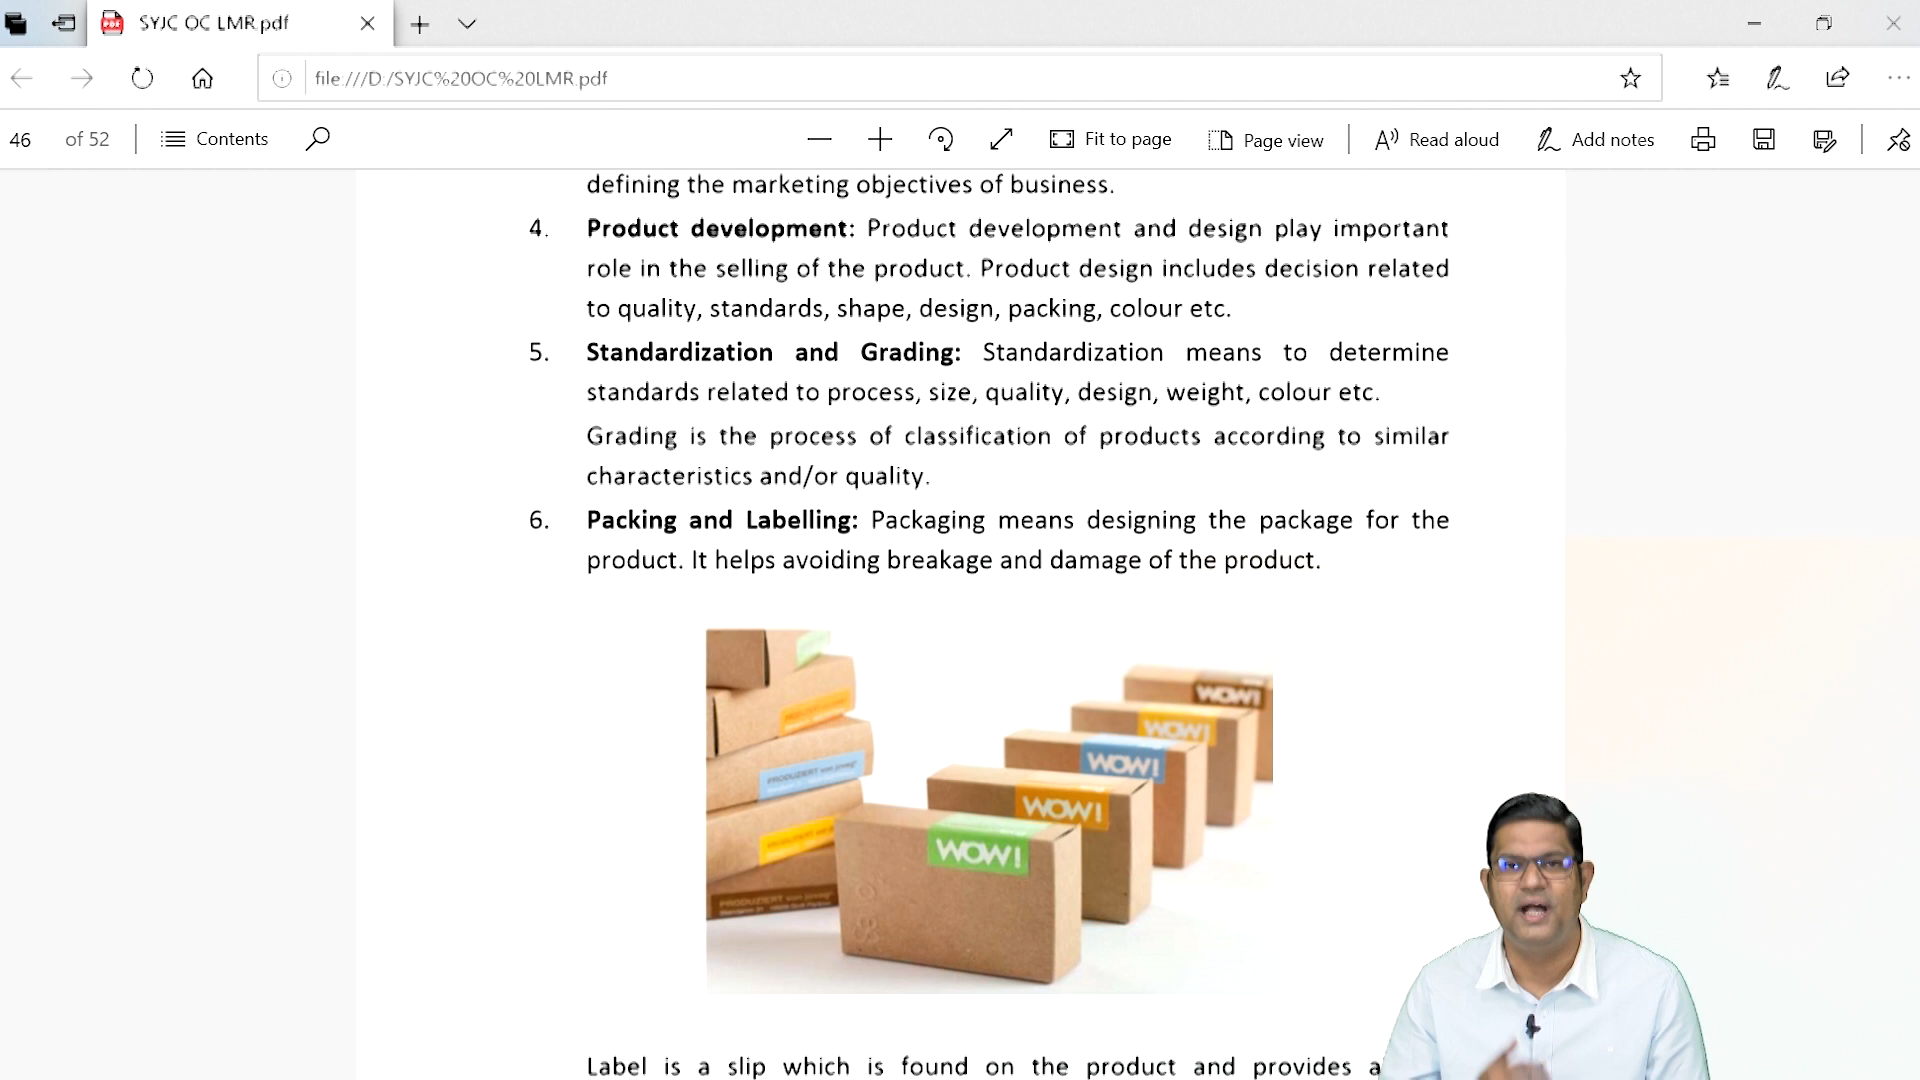 SYJC OC LMR.pdf
file:///D:/SYJC%20OC%20LMR.pdf
46 of 52 Contents Fit to page Page view Read aloud Add notes
defining the marketing objectives of business.
4. Product development: Product development and design play important
role in the selling of the product. Product design includes decision related
to quality, standards, shape, design, packing, colour etc.
5. Standardization and Grading: Standardization means to determine
standards related to process, size, quality, design, weight, colour etc.
Grading is the process of classification of products according to similar
characteristics and/or quality.
6. Packing and Labelling: Packaging means designing the package for the
product. It helps avoiding breakage and damage of the product.
WOW!
WOW!
WOW!
WOW!
WOW!
PRODUZIERT von
PRODUZIERT
Label is a slip which is found on the product and provides